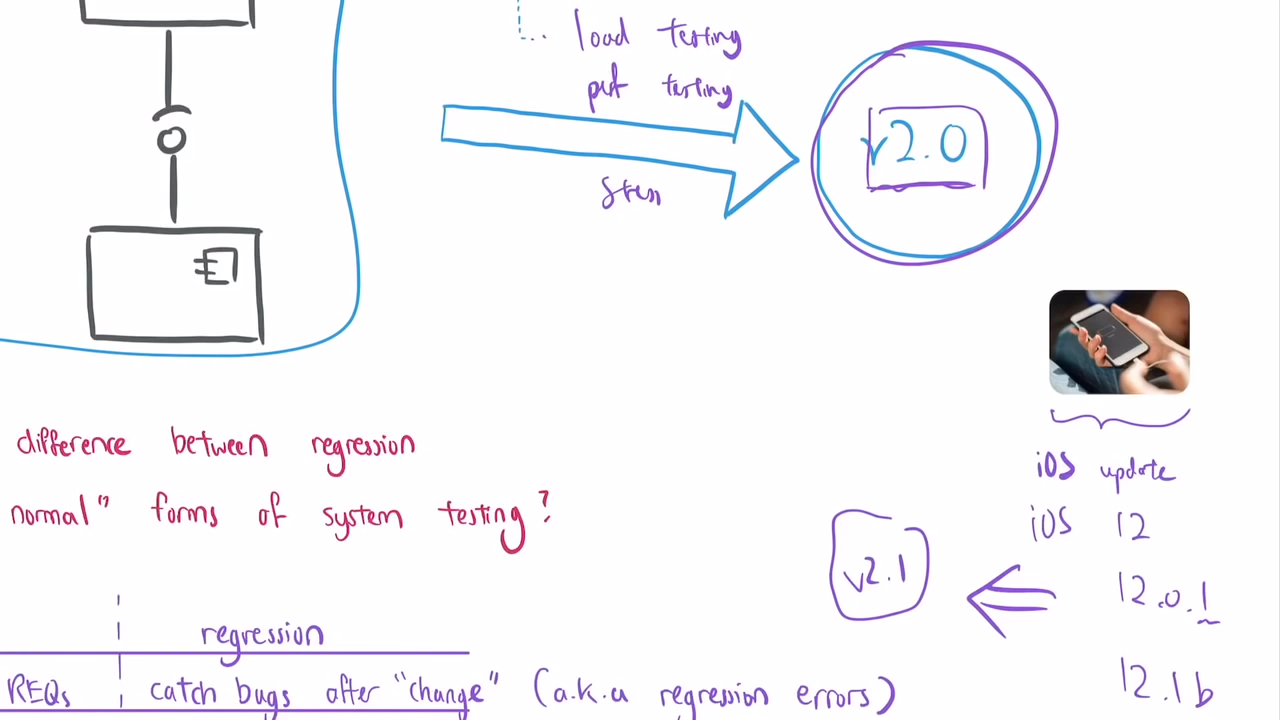 load testing
perf testing
Stress
v2.0
difference between regression
normal" forms of system testing?
iOS update
iOS 12
12.0.1
12.1b
v2.1
regression
REQs catch bugs after "change" (a.k.a regression errors)